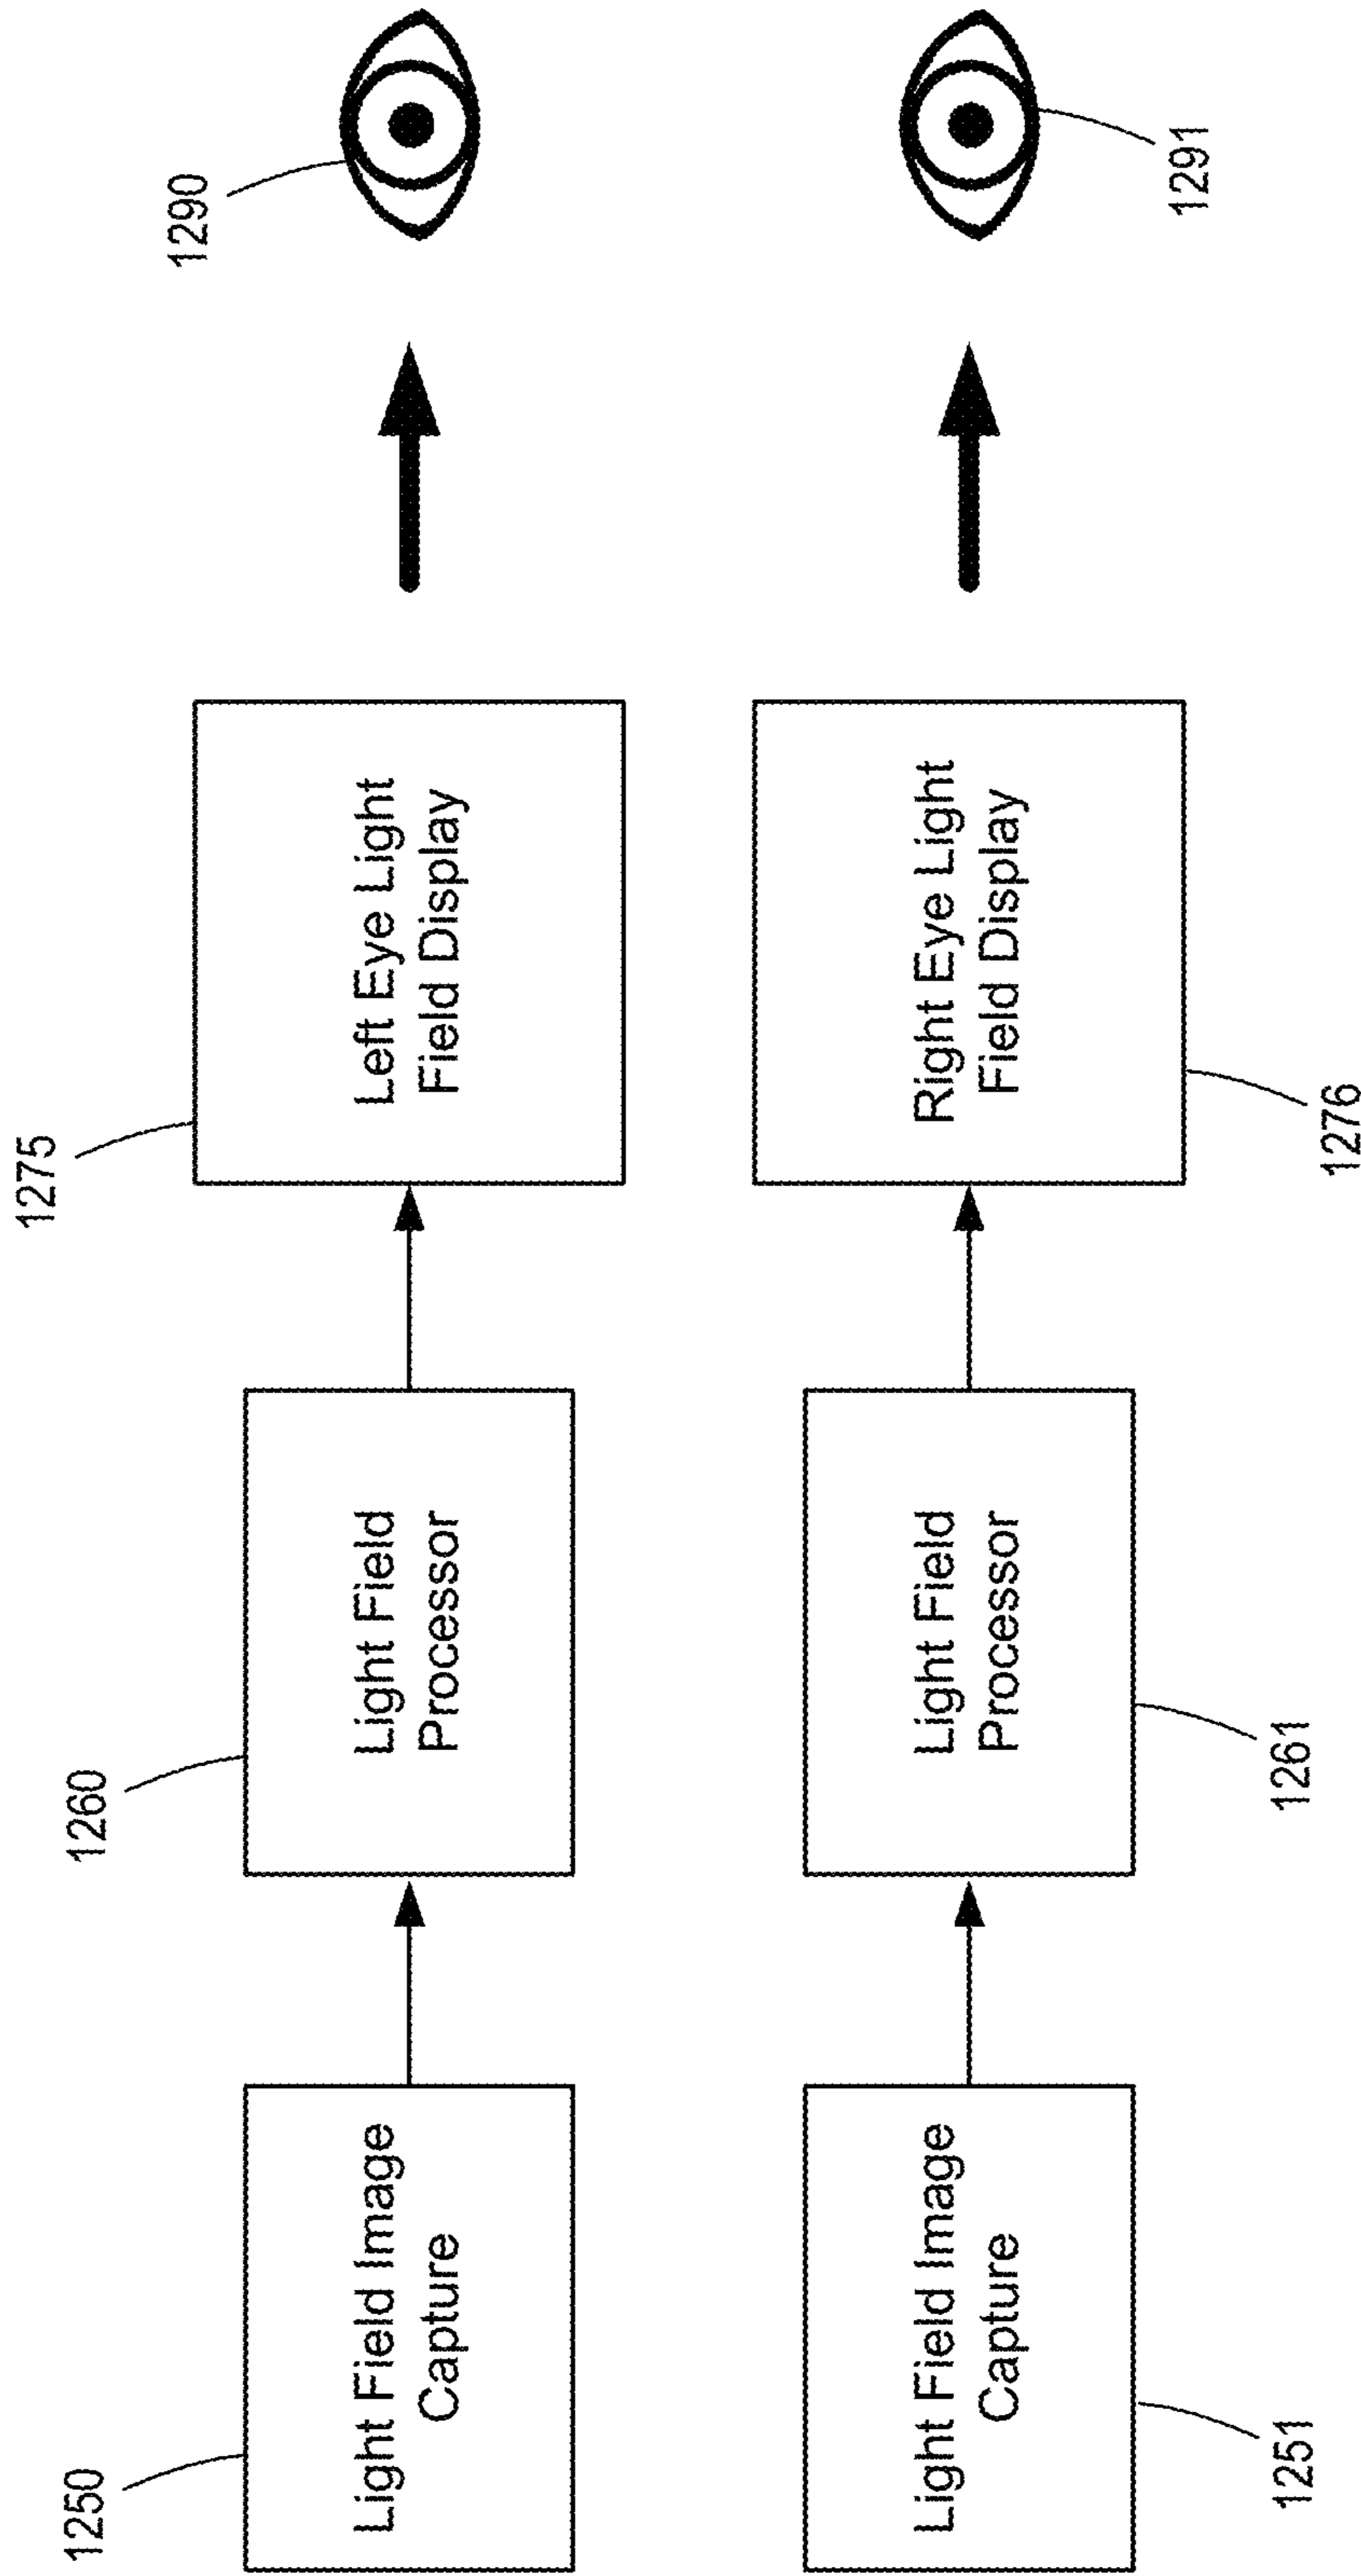 1250
Light Field Image
Capture
1260
Light Field
Processor
1275
Left Eye Light
Field Display
1290
Light Field Image
Capture
1251
Light Field
Processor
1261
Right Eye Light
Field Display
1276
1291